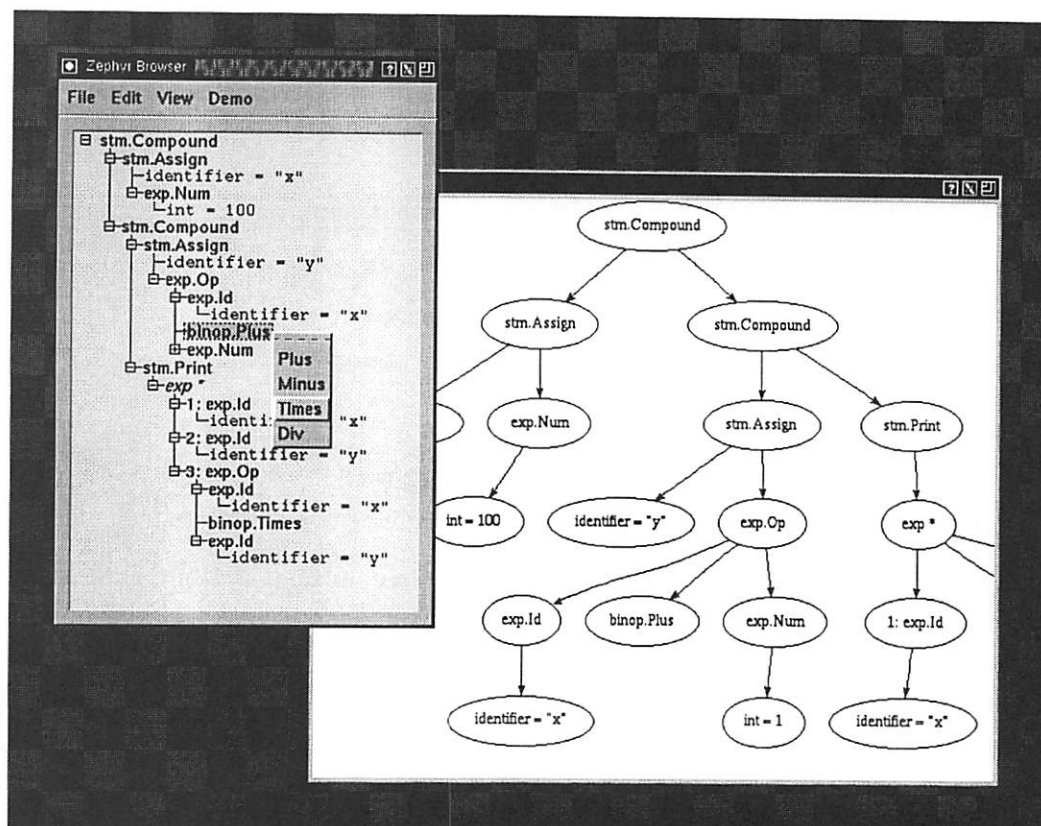 Zephyr Browser
File Edit View Demo
stm.Compound
stm.Assign
identifier = "x"
exp.Num
int = 100
stm.Compound
stm.Assign
identifier = "y"
exp.Op
exp.Id
identifier = "x"
binop.Plus
exp.Num
Plus
Minus
Times
Div
stm.Print
exp *
1: exp.Id
identifier = "x"
2: exp.Id
identifier = "y"
3: exp.Op
exp.Id
identifier = "x"
binop.Times
exp.Id
identifier = "y"
stm.Compound
stm.Assign stm.Compound
exp.Num stm.Assign stm.Print
int = 100 identifier = "y" exp.Op exp *
exp.Id binop.Plus exp.Num 1: exp.Id
identifier = "x" int = 1 identifier = "x"